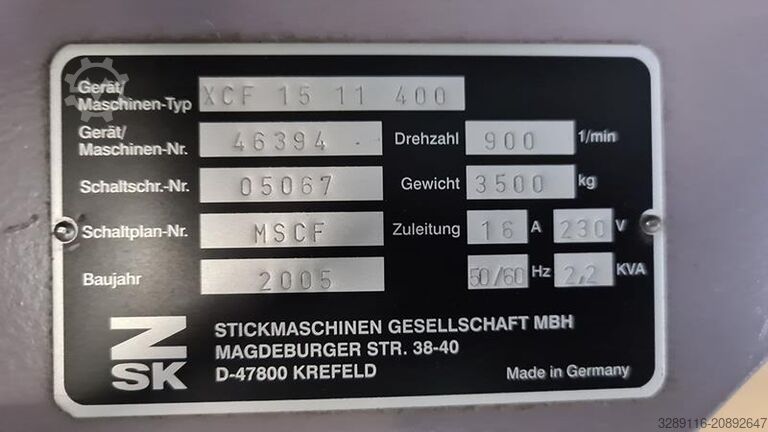 Gerät/
Maschinen-Typ XCF 15 11 400
Gerät/
Maschinen-Nr. 46394 Drehzahl 900 1/min
Schaltschr.-Nr. 05067 Gewicht 3500 kg
Schaltplan-Nr. MSCF Zuleitung 16 A 230 V
Baujahr 2005 50/60 Hz 2,2 KVA
ZSK
STICKMASCHINEN GESELLSCHAFT MBH
MAGDEBURGER STR. 38-40
D-47800 KREFELD Made in Germany
3289116-20892647